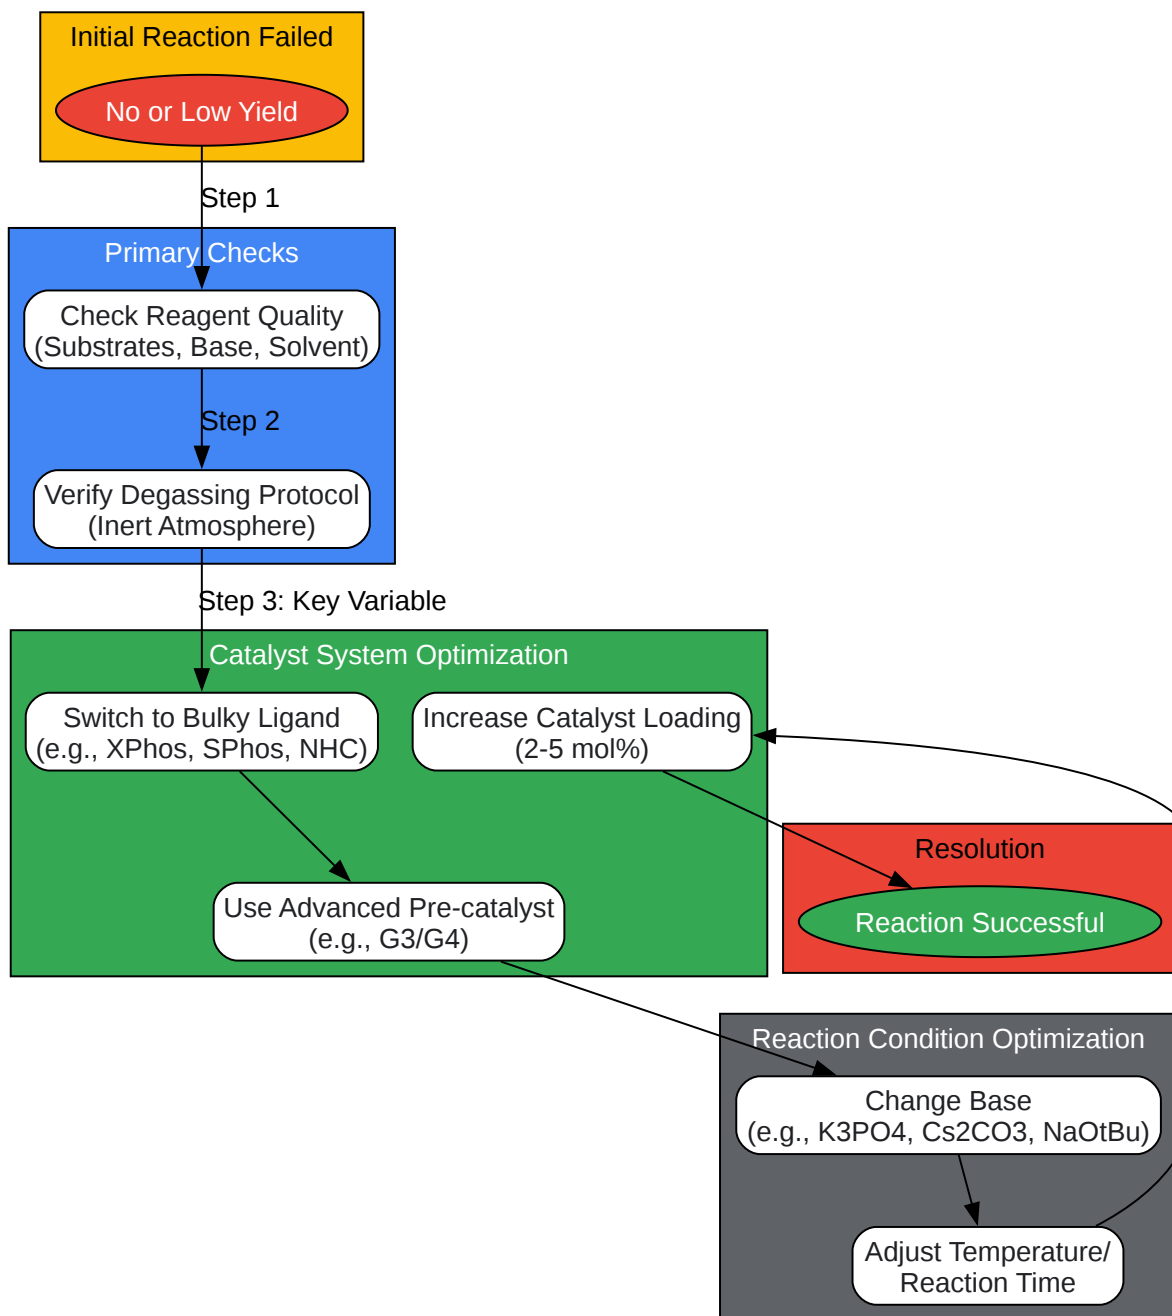 Initial Reaction Failed
No or Low Yield
Step 1
Primary Checks
Check Reagent Quality
(Substrates, Base, Solvent)
Step 2
Verify Degassing Protocol
(Inert Atmosphere)
Step 3: Key Variable
Catalyst System Optimization
Switch to Bulky Ligand
(e.g., XPhos, SPhos, NHC)
Increase Catalyst Loading
(2-5 mol%)
Use Advanced Pre-catalyst
(e.g., G3/G4)
Resolution
Reaction Successful
Reaction Condition Optimization
Change Base
(e.g., K3PO4, Cs2CO3, NaOtBu)
Adjust Temperature/
Reaction Time